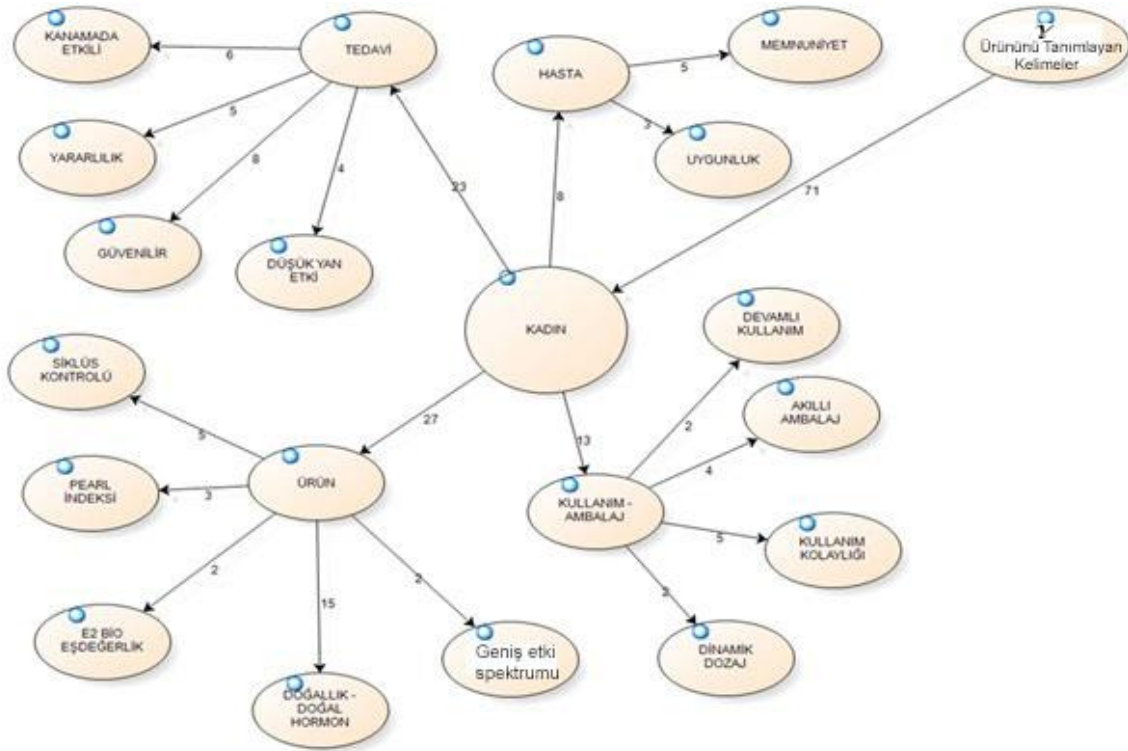 KANAMADA
ETKİLİ
6
TEDAVİ
HASTA
5
MEMNUNİYET
Y
Ürününü Tanımlayan
Kelimeler
YARARLILIK
5
8
4
23
8
3
UYGUNLUK
71
GÜVENİLİR
DÜŞÜK YAN
ETKİ
KADIN
DEVAMLI
KULLANIM
SİKLÜS
KONTROLÜ
5
27
13
2
4
AKILLI
AMBALAJ
PEARL
İNDEKSİ
3
ÜRÜN
KULLANIM -
AMBALAJ
5
KULLANIM
KOLAYLIĞI
2
15
2
2
E2 BİO
EŞDEĞERLİK
DOĞALLIK -
DOĞAL
HORMON
Geniş etki
spektrumu
DİNAMİK
DOZAJ